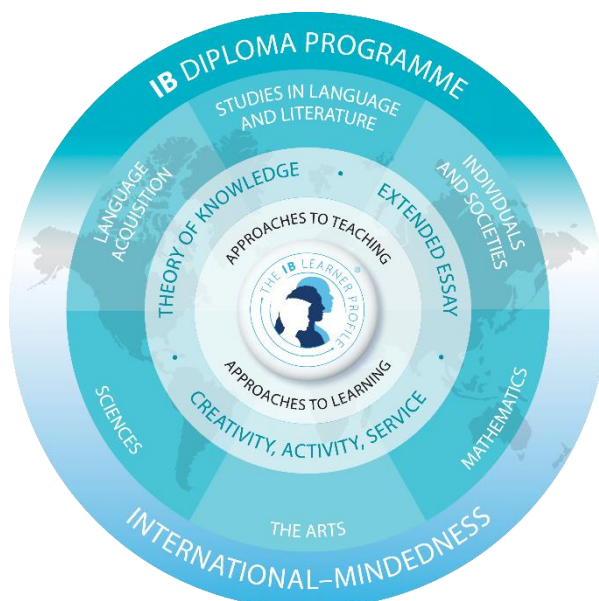 IB DIPLOMA PROGRAMME
STUDIES IN LANGUAGE
AND LITERATURE
LANGUAGE
ACQUISITION
INDIVIDUALS
AND SOCIETIES
THEORY OF KNOWLEDGE
•
EXTENDED ESSAY
•
CREATIVITY, ACTIVITY, SERVICE
•
APPROACHES TO TEACHING
THE IB LEARNER PROFILE
®
APPROACHES TO LEARNING
SCIENCES
MATHEMATICS
THE ARTS
INTERNATIONAL–MINDEDNESS